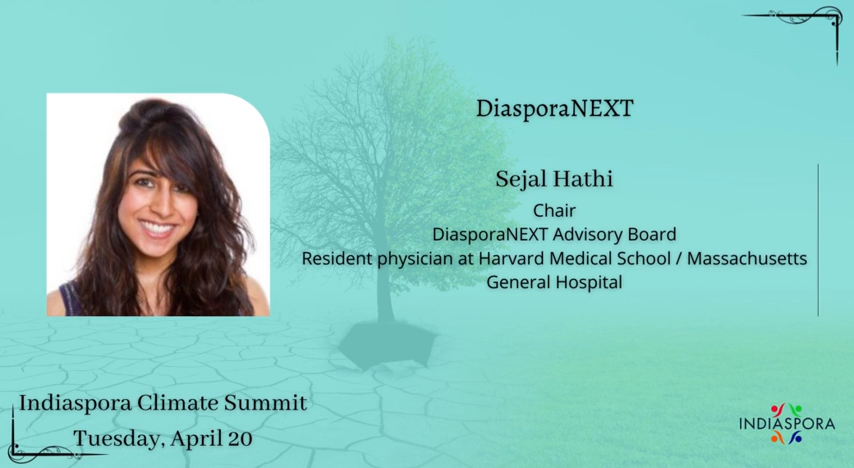 DiasporaNEXT
Sejal Hathi
Chair
DiasporaNEXT Advisory Board
Resident physician at Harvard Medical School / Massachusetts
General Hospital
Indiaspora Climate Summit
Tuesday, April 20
INDIASPORA